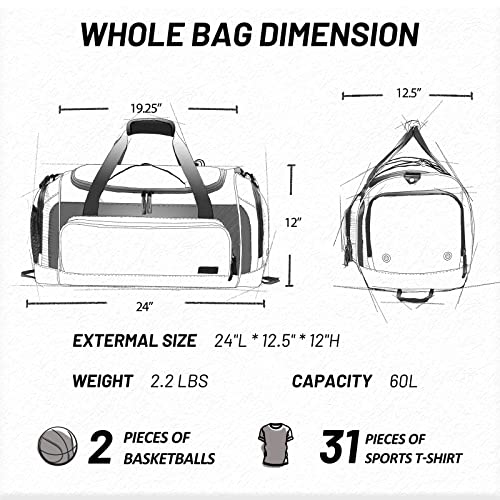 WHOLE BAG DIMENSION
19.25"
12.5"
12"
24"
EXTERMAL SIZE 24"L * 12.5" * 12"H
WEIGHT 2.2 LBS CAPACITY 60L
2 PIECES OF BASKETBALLS
31 PIECES OF SPORTS T-SHIRT